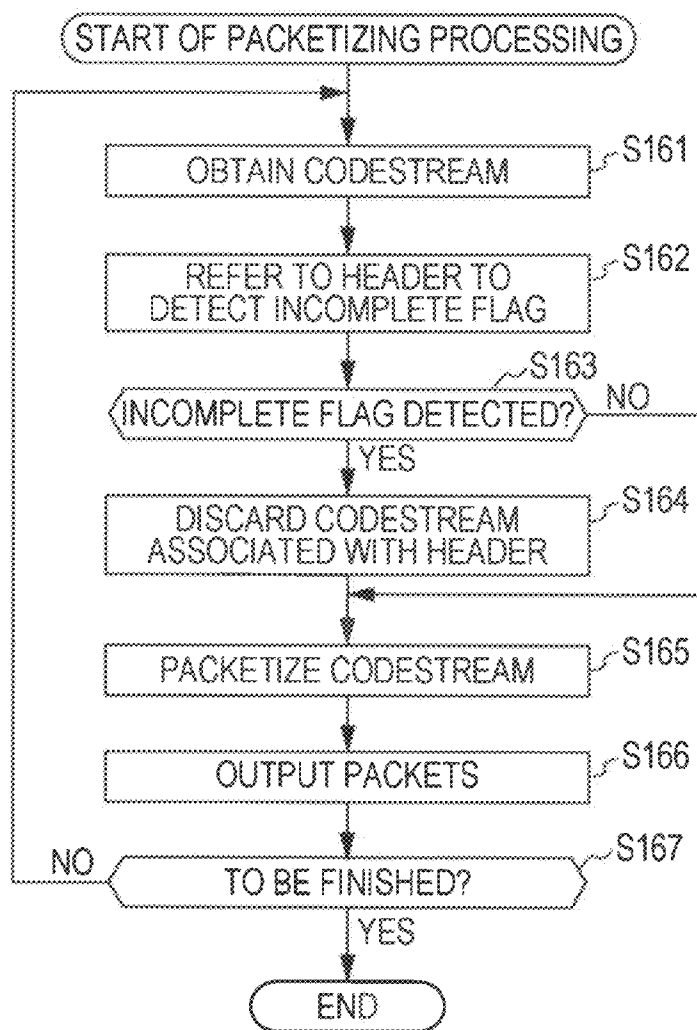 START OF PACKETIZING PROCESSING
OBTAIN CODESTREAM
S161
REFER TO HEADER TO
DETECT INCOMPLETE FLAG
S162
S163
INCOMPLETE FLAG DETECTED?
NO
YES
DISCARD CODESTREAM
ASSOCIATED WITH HEADER
S164
PACKETIZE CODESTREAM
S165
OUTPUT PACKETS
S166
NO
TO BE FINISHED?
S167
YES
END